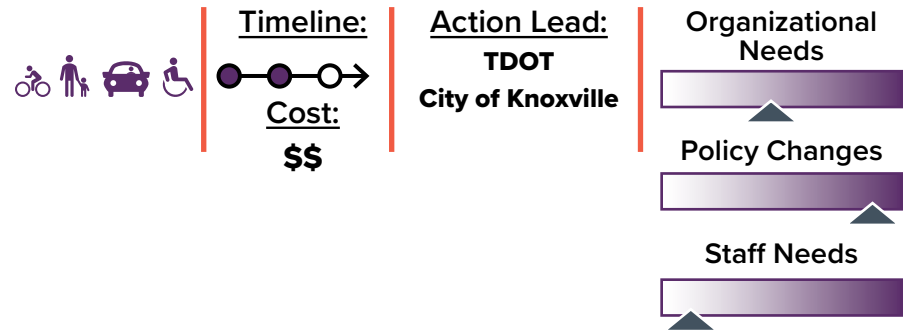 Timeline:
Cost:
$$
Action Lead:
TDOT
City of Knoxville
Organizational
Needs
Policy Changes
Staff Needs